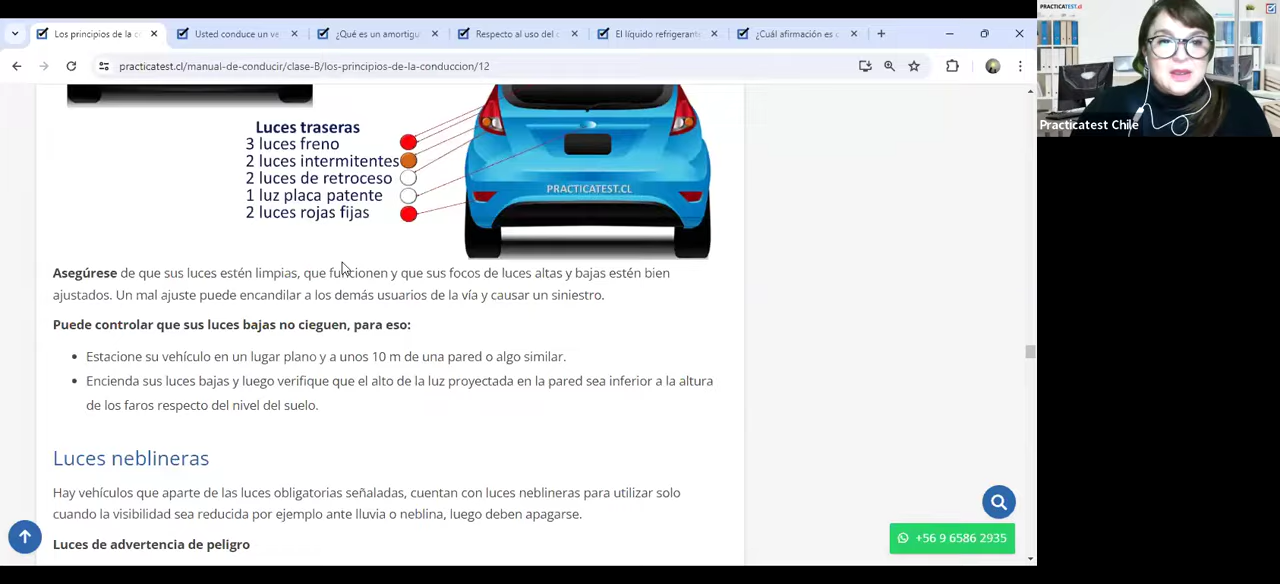 Los principios de la c
Usted conduce un ve
¿Qué es un amortigu
Respecto al uso del c
El líquido refrigerant
¿Cuál afirmación es c
practicatest.cl/manual-de-conducir/clase-B/los-principios-de-la-conduccion/12
PRACTICATEST.cl
Practicatest Chile
Luces traseras
3 luces freno
2 luces intermitentes
2 luces de retroceso
1 luz placa patente
2 luces rojas fijas
PRACTICATEST.CL
Asegúrese de que sus luces estén limpias, que funcionen y que sus focos de luces altas y bajas estén bien
ajustados. Un mal ajuste puede encandilar a los demás usuarios de la vía y causar un siniestro.
Puede controlar que sus luces bajas no cieguen, para eso:
• Estacione su vehículo en un lugar plano y a unos 10 m de una pared o algo similar.
• Encienda sus luces bajas y luego verifique que el alto de la luz proyectada en la pared sea inferior a la altura
de los faros respecto del nivel del suelo.
Luces neblineras
Hay vehículos que aparte de las luces obligatorias señaladas, cuentan con luces neblineras para utilizar solo
cuando la visibilidad sea reducida por ejemplo ante lluvia o neblina, luego deben apagarse.
Luces de advertencia de peligro
+56 9 6586 2935